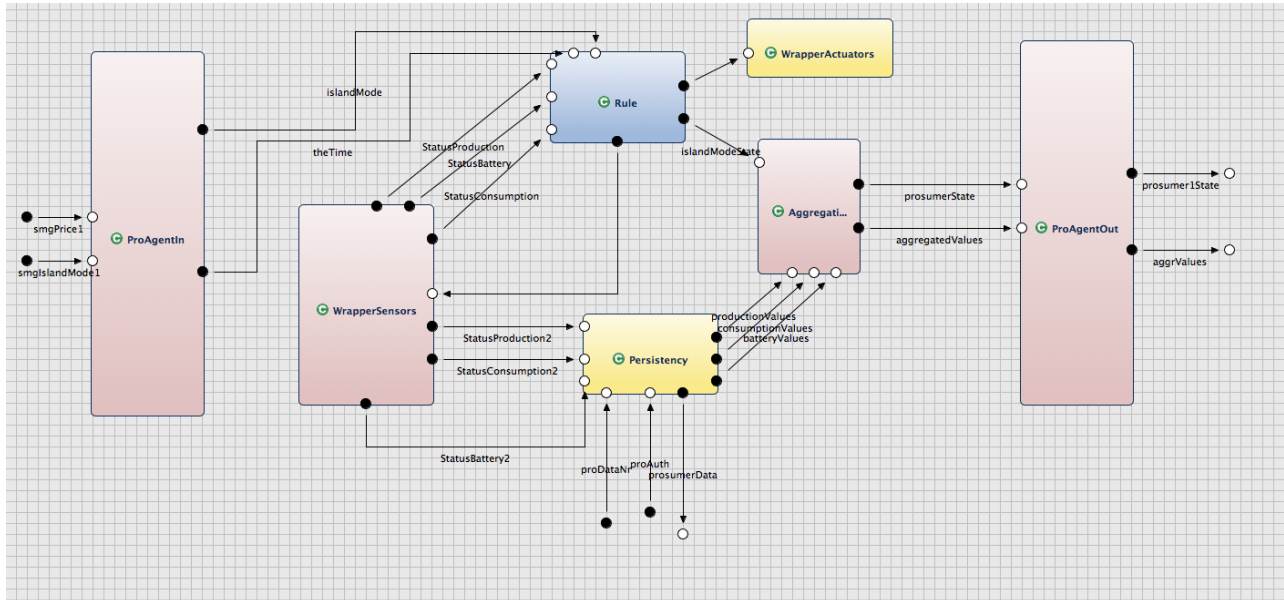 WrapperActuators
islandMode
C Rule
theTime
StatusProduction
StatusBattery
islandModeState
StatusConsumption
prosumerState
prosumer1State
C Aggregati...
smgPrice1
C ProAgentIn
C ProAgentOut
aggregatedValues
aggrValues
smgIslandMode1
C WrapperSensors
productionValues
consumptionValues
batteryValues
StatusProduction2
C Persistency
StatusConsumption2
StatusBattery2
proDataNr
proAuth
prosumerData